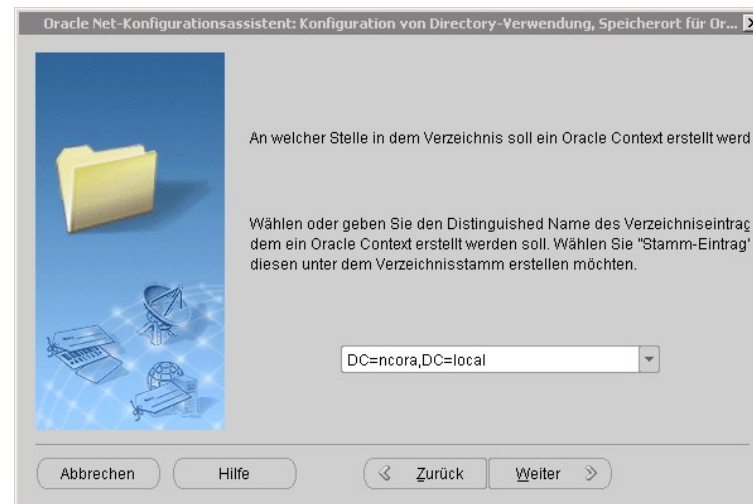 Oracle Net-Konfigurationsassistent: Konfiguration von Directory-Verwendung, Speicherort für Or...
An welcher Stelle in dem Verzeichnis soll ein Oracle Context erstellt werd
Wählen oder geben Sie den Distinguished Name des Verzeichniseintrag
dem ein Oracle Context erstellt werden soll. Wählen Sie "Stamm-Eintrag"
diesen unter dem Verzeichnisstamm erstellen möchten.
DC=ncora,DC=local
Abbrechen Hilfe Zurück Weiter